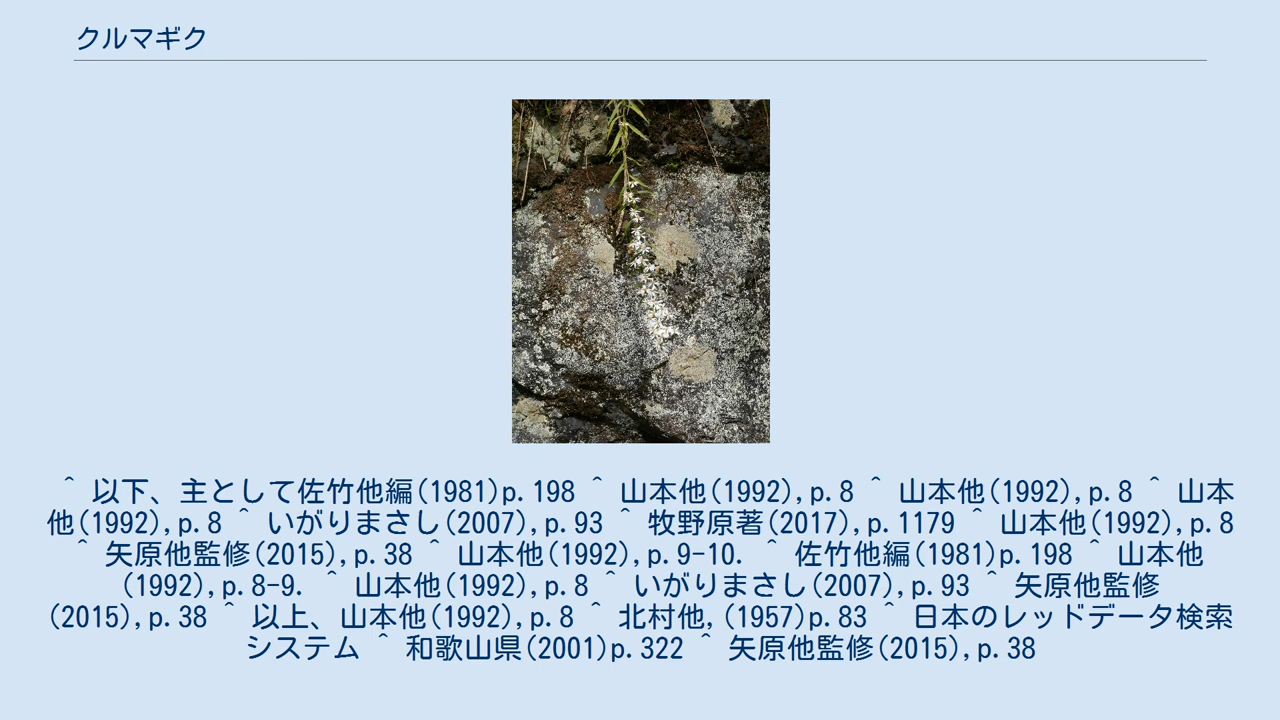 クルマギク
^ 以下、主として佐竹他編(1981)p.198 ^ 山本他(1992),p.8 ^ 山本他(1992),p.8 ^ 山本
他(1992),p.8 ^ いがりまさし(2007),p.93 ^ 牧野原著(2017),p.1179 ^ 山本他(1992),p.8
^ 矢原他監修(2015),p.38 ^ 山本他(1992),p.9-10. ^ 佐竹他編(1981)p.198 ^ 山本他
(1992),p.8-9. ^ 山本他(1992),p.8 ^ いがりまさし(2007),p.93 ^ 矢原他監修
(2015),p.38 ^ 以上、山本他(1992),p.8 ^ 北村他,(1957)p.83 ^ 日本のレッドデータ検索
システム ^ 和歌山県(2001)p.322 ^ 矢原他監修(2015),p.38